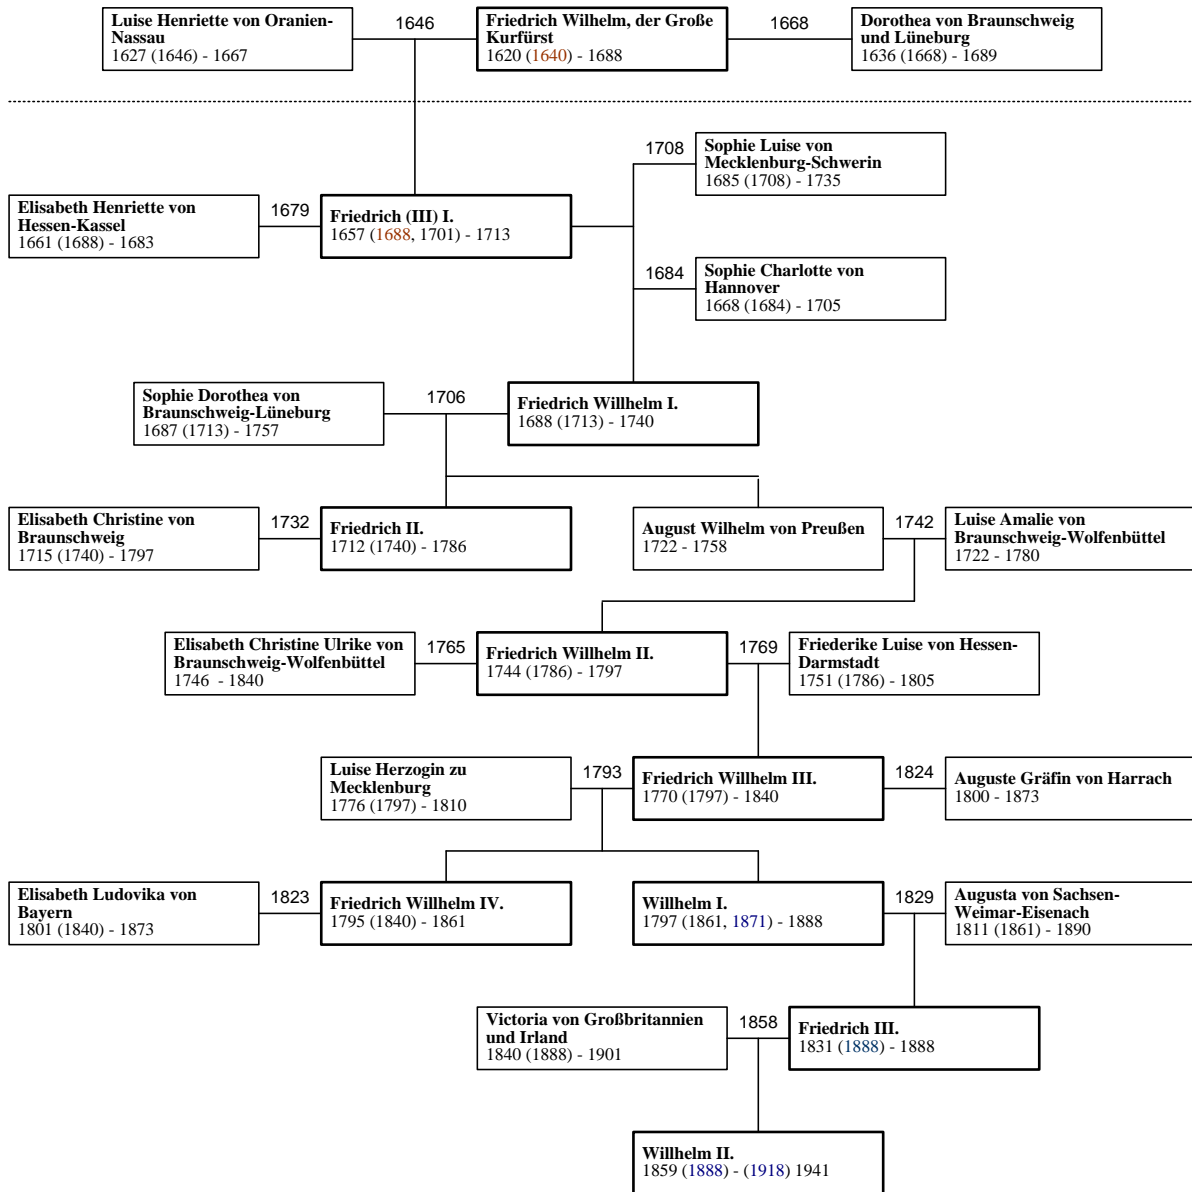 Luise Henriette von Oranien-
Nassau
1627 (1646) - 1667
1646
Friedrich Wilhelm, der Große
Kurfürst
1620 (1640) - 1688
1668
Dorothea von Braunschweig
und Lüneburg
1636 (1668) - 1689
1708
Sophie Luise von
Mecklenburg-Schwerin
1685 (1708) - 1735
Elisabeth Henriette von
Hessen-Kassel
1661 (1688) - 1683
1679
Friedrich (III) I.
1657 (1688, 1701) - 1713
1684
Sophie Charlotte von
Hannover
1668 (1684) - 1705
Sophie Dorothea von
Braunschweig-Lüneburg
1687 (1713) - 1757
1706
Friedrich Willhelm I.
1688 (1713) - 1740
Elisabeth Christine von
Braunschweig
1715 (1740) - 1797
1732
Friedrich II.
1712 (1740) - 1786
August Wilhelm von Preußen
1722 - 1758
1742
Luise Amalie von
Braunschweig-Wolfenbüttel
1722 - 1780
Elisabeth Christine Ulrike von
Braunschweig-Wolfenbüttel
1746 - 1840
1765
Friedrich Willhelm II.
1744 (1786) - 1797
1769
Friederike Luise von Hessen-
Darmstadt
1751 (1786) - 1805
Luise Herzogin zu
Mecklenburg
1776 (1797) - 1810
1793
Friedrich Willhelm III.
1770 (1797) - 1840
1824
Auguste Gräfin von Harrach
1800 - 1873
Elisabeth Ludovika von
Bayern
1801 (1840) - 1873
1823
Friedrich Willhelm IV.
1795 (1840) - 1861
Willhelm I.
1797 (1861, 1871) - 1888
1829
Augusta von Sachsen-
Weimar-Eisenach
1811 (1861) - 1890
Victoria von Großbritannien
und Irland
1840 (1888) - 1901
1858
Friedrich III.
1831 (1888) - 1888
Willhelm II.
1859 (1888) - (1918) 1941